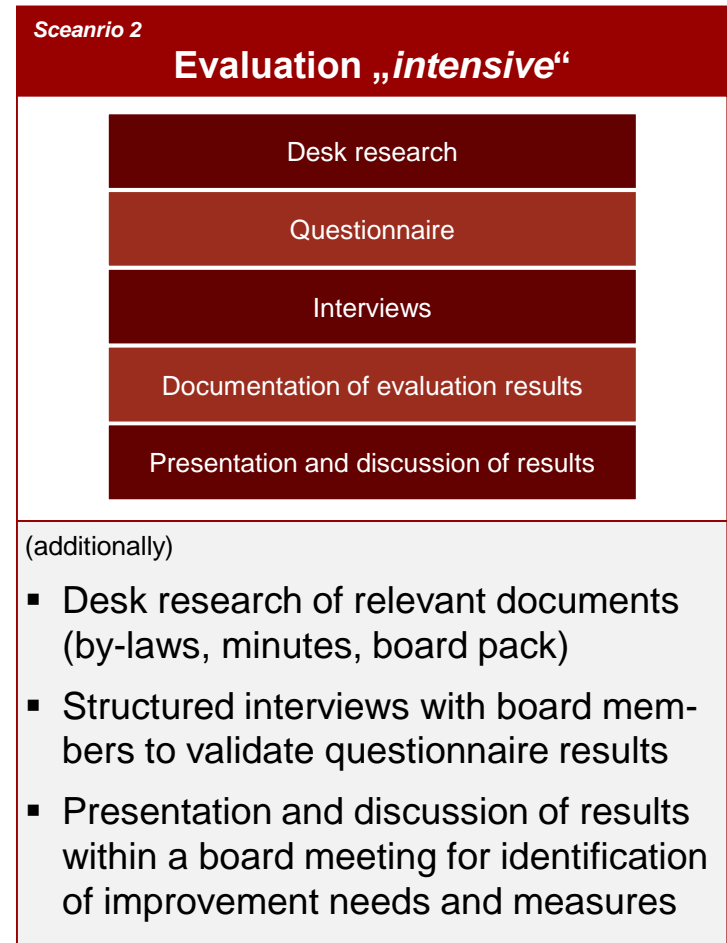 Sceanrio 2
Evaluation „intensive“
Desk research
Questionnaire
Interviews
Documentation of evaluation results
Presentation and discussion of results
(additionally)
▪ Desk research of relevant documents
(by-laws, minutes, board pack)
▪ Structured interviews with board mem-
bers to validate questionnaire results
▪ Presentation and discussion of results
within a board meeting for identification
of improvement needs and measures